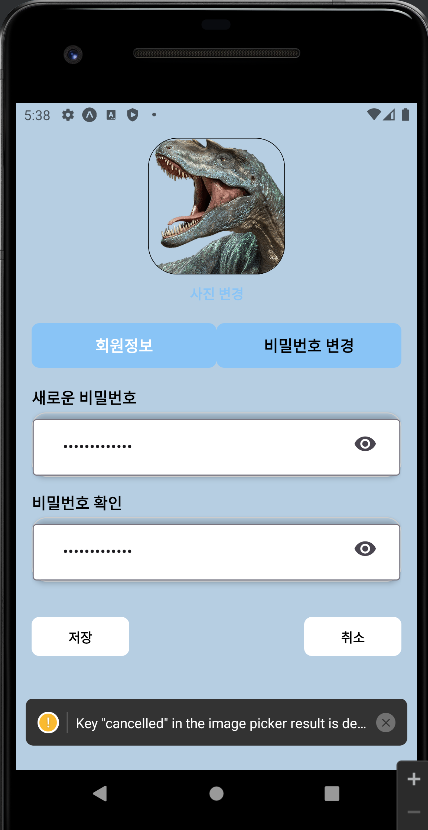 5:38
사진 변경
회원정보 비밀번호 변경
새로운 비밀번호
•••••••••••••
비밀번호 확인
•••••••••••••
저장 취소
Key "cancelled" in the image picker result is de...